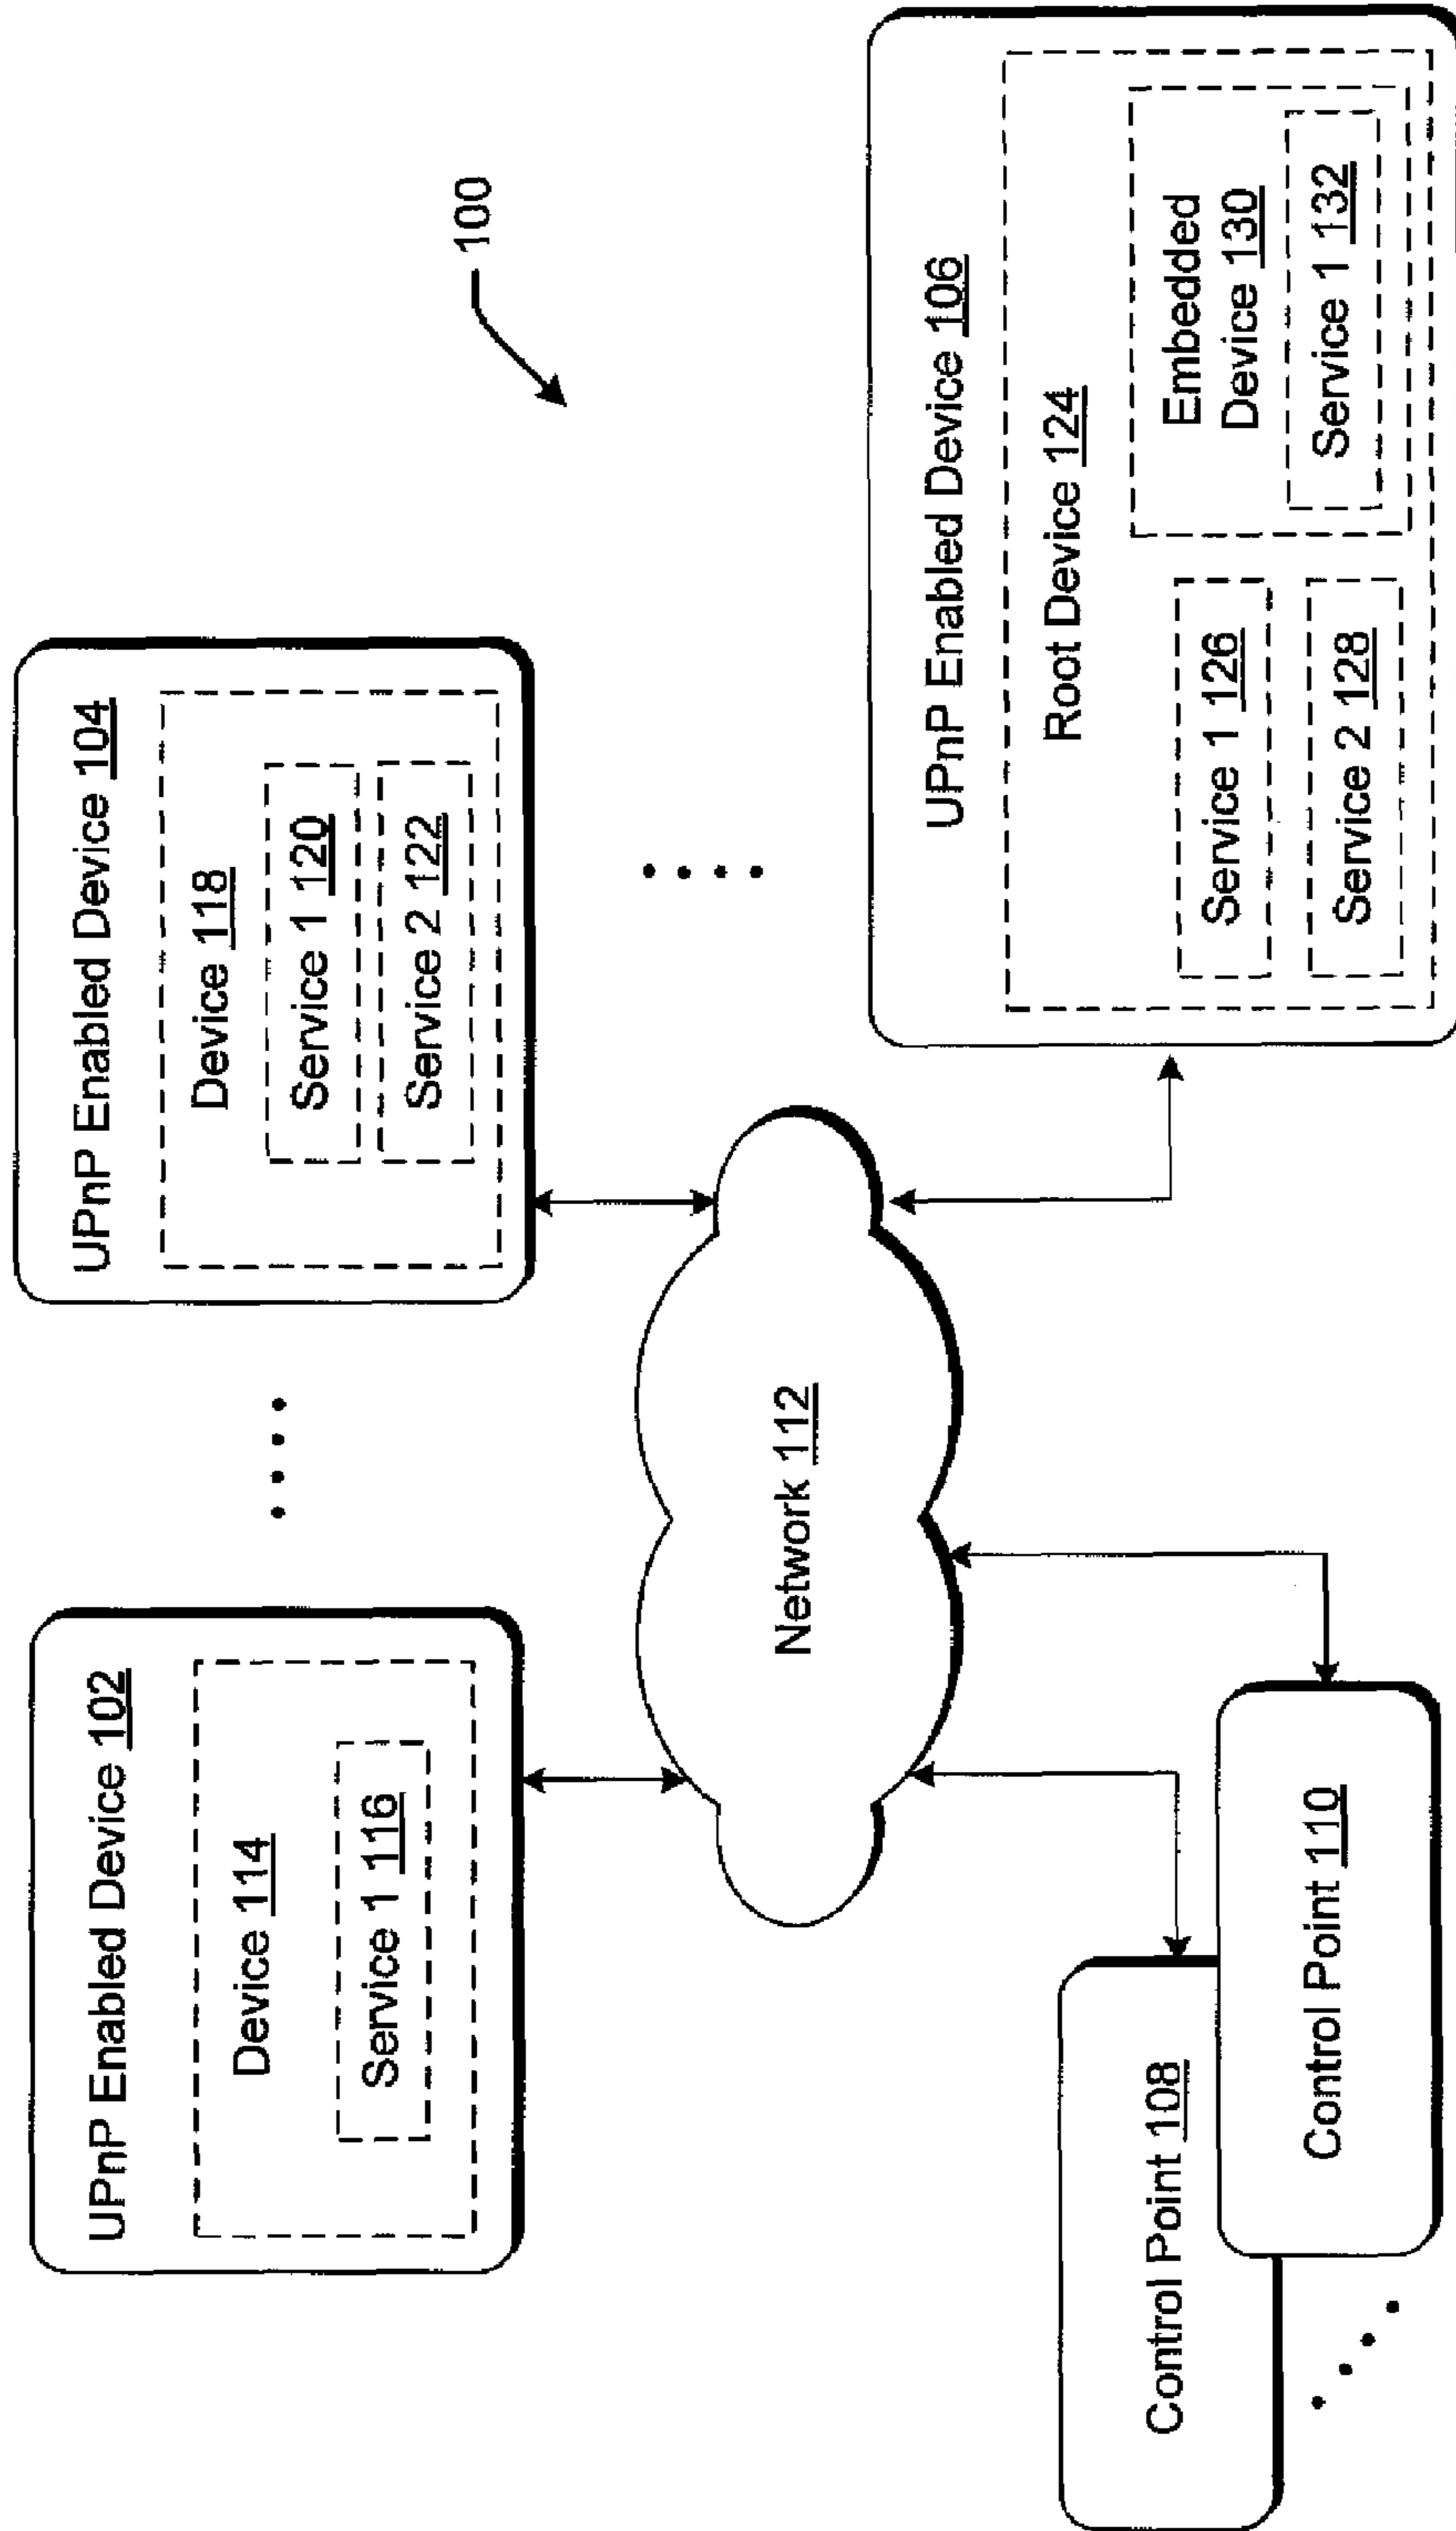 100
UPnP Enabled Device 102
Device 114
Service 1 116
UPnP Enabled Device 104
Device 118
Service 1 120
Service 2 122
Network 112
Control Point 108
Control Point 110
UPnP Enabled Device 106
Root Device 124
Service 1 126
Service 2 128
Embedded
Device 130
Service 1 132